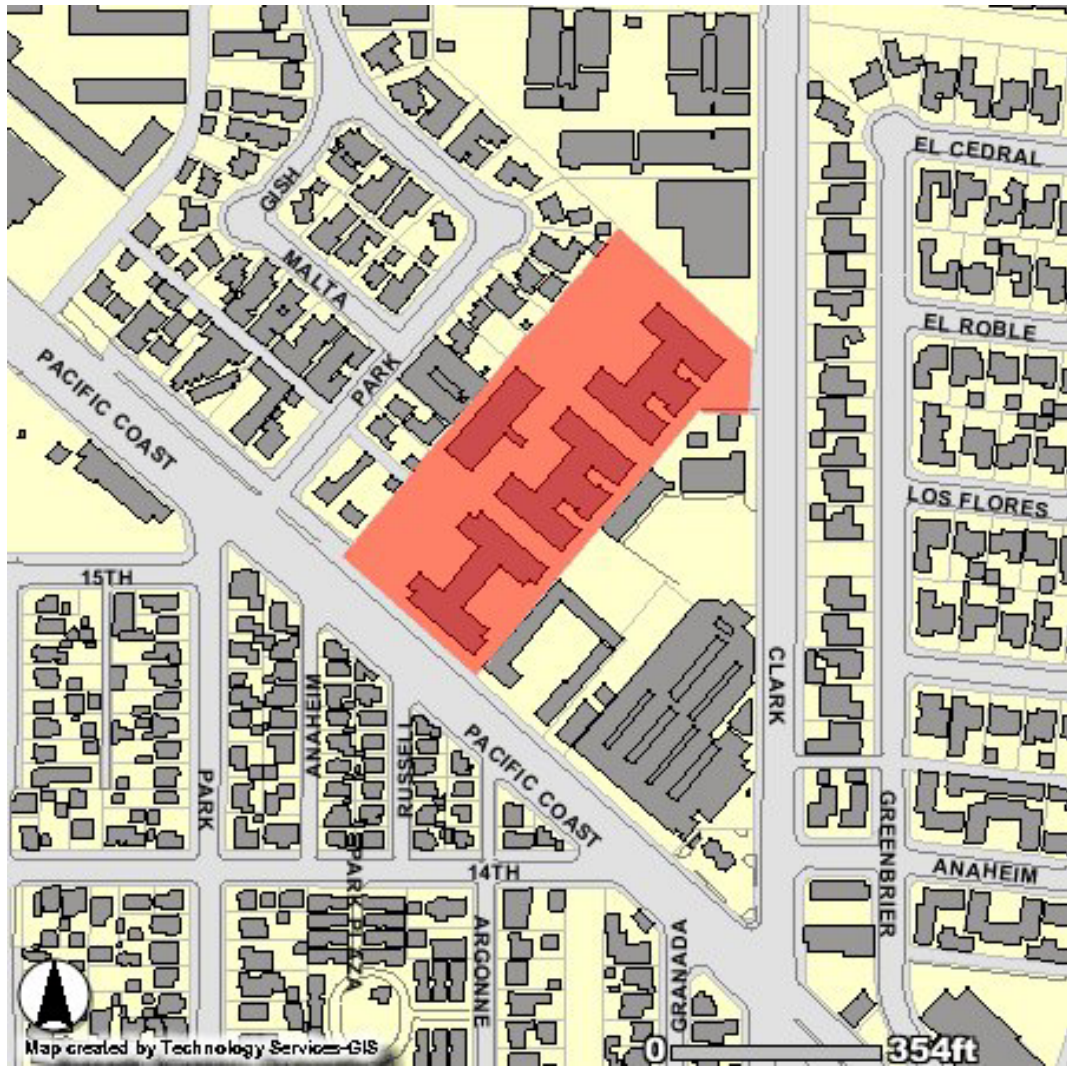 EL CEDRAL
GISH
MALTA
EL ROBLE
PACIFIC COAST
PARK
LOS FLORES
15TH
CLARK
ANAHEIM
RUSSELL
PACIFIC COAST
PARK
GREENBRIER
PARK PLAZA
14TH
ANAHEIM
ARGONNE
GRANADA
Map created by Technology Services-GIS
0 354ft